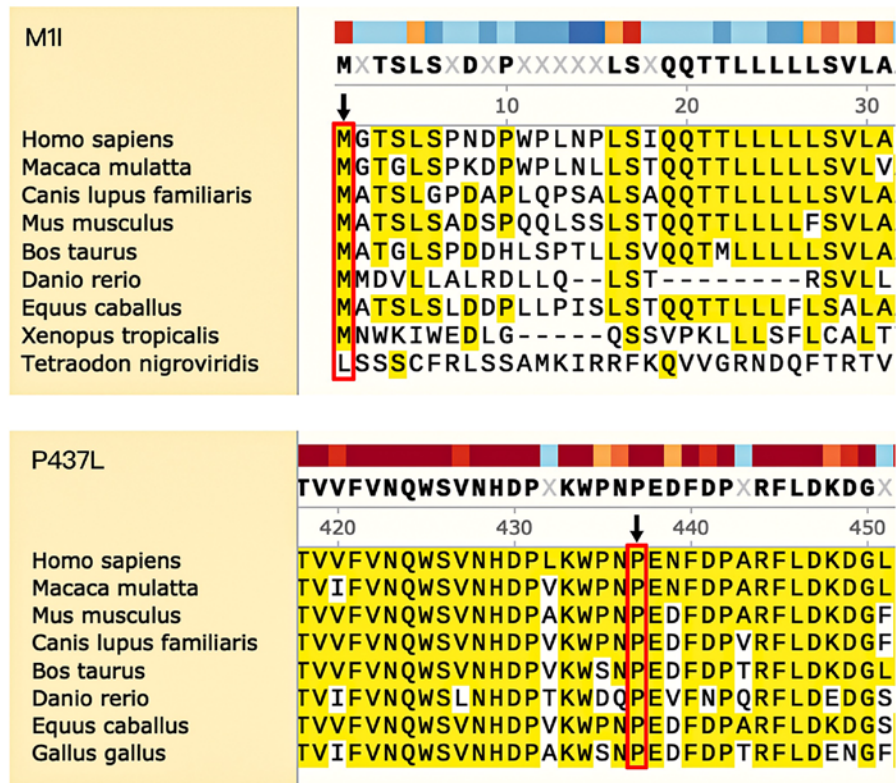 M1I
MXTSLSXDXPXXXXXLSXQQTTLLLLLSVLA
10 20 30
Homo sapiens MGTSLSPNDPWPLNPLSIQQTTLLLLLSVLA
Macaca mulatta MGTGLSPKDPWPLNLLSTQQTTLLLLLSVLV
Canis lupus familiaris MATSLGPDAPLQPSALSAQQTTLLLLLSVLA
Mus musculus MATSLSADSPQQLSSLSTQQTTLLLLFSVLA
Bos taurus MATGLSPDDHLSPTLLSVQQTMLLLLLSVLA
Danio rerio MMDVLLALRDLLQ--LST--------RSVLL
Equus caballus MATSLSLDDPLLPISLSTQQTTLLLFLSALA
Xenopus tropicalis MNWKIWEDLG-----QSSVPKLLLSFLCALT
Tetraodon nigroviridis LSSSCFRLSSAMKIRRFKQVVGRNDQFTRTV
P437L
TVVFVNQWSVNHDPXKWPNPEDFDPXRFLDKDGX
420 430 440 450
Homo sapiens TVVFVNQWSVNHDPLKWPNPENFDPARFLDKDGL
Macaca mulatta TVIFVNQWSVNHDPVKWPNPENFDPARFLDKDGL
Mus musculus TVVFVNQWSVNHDPAKWPNPEDFDPARFLDKDGF
Canis lupus familiaris TVVFVNQWSVNHDPVKWPNPEDFDPVRFLDKDGF
Bos taurus TVVFVNQWSVNHDPVKWSNPEDFDPTRFLDKDGL
Danio rerio TVIFVNQWSLNHDPTKWDQPEVFNPQRFLDEDGS
Equus caballus TVVFVNQWSVNHDPVKWPNPEDFDPARFLDKDGS
Gallus gallus TVIFVNQWSVNHDPAKWSNPEDFDPTRFLDENGF